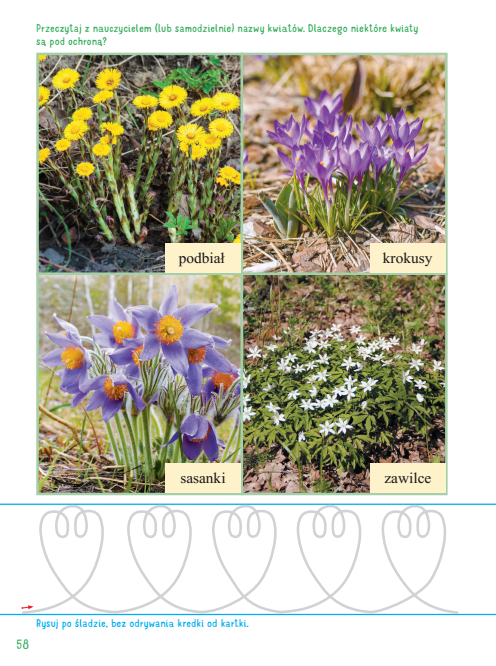 Przeczytaj z nauczycielem (lub samodzielnie) nazwy kwiatów. Dlaczego niektóre kwiaty
są pod ochroną?
podbiał
krokusy
sasanki
zawilce
Rysuj po śladzie, bez odrywania kredki od kartki.
58